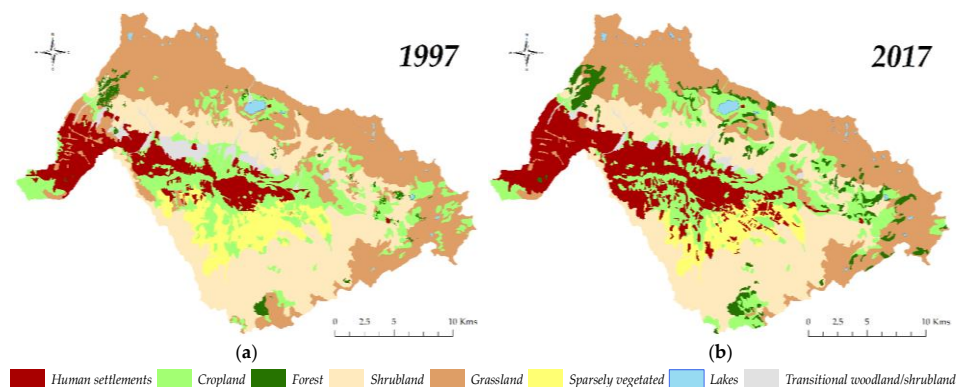 1997
2017
0 2.5 5 10 Kms
0 2.5 5 10 Kms
(a)
(b)
Human settlements Cropland Forest Shrubland Grassland Sparsely vegetated Lakes Transitional woodland/shrubland